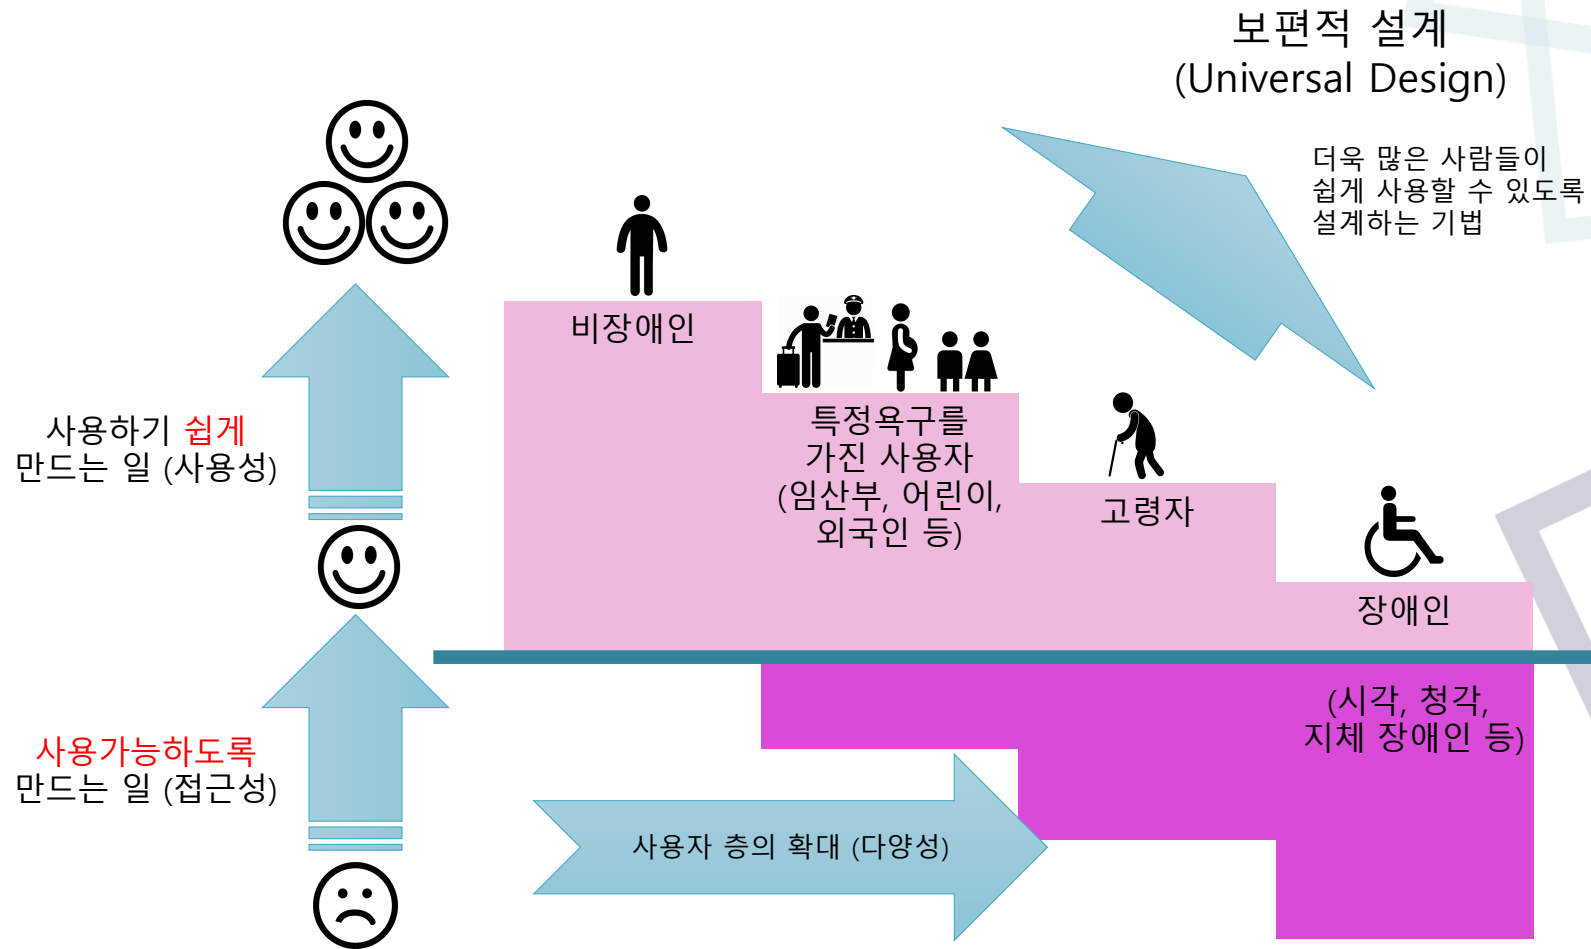 보편적 설계
(Universal Design)
더욱 많은 사람들이
쉽게 사용할 수 있도록
설계하는 기법
비장애인
특정욕구를
가진 사용자
(임산부, 어린이,
외국인 등)
고령자
장애인
(시각, 청각,
지체 장애인 등)
사용하기 쉽게
만드는 일 (사용성)
사용가능하도록
만드는 일 (접근성)
사용자 층의 확대 (다양성)